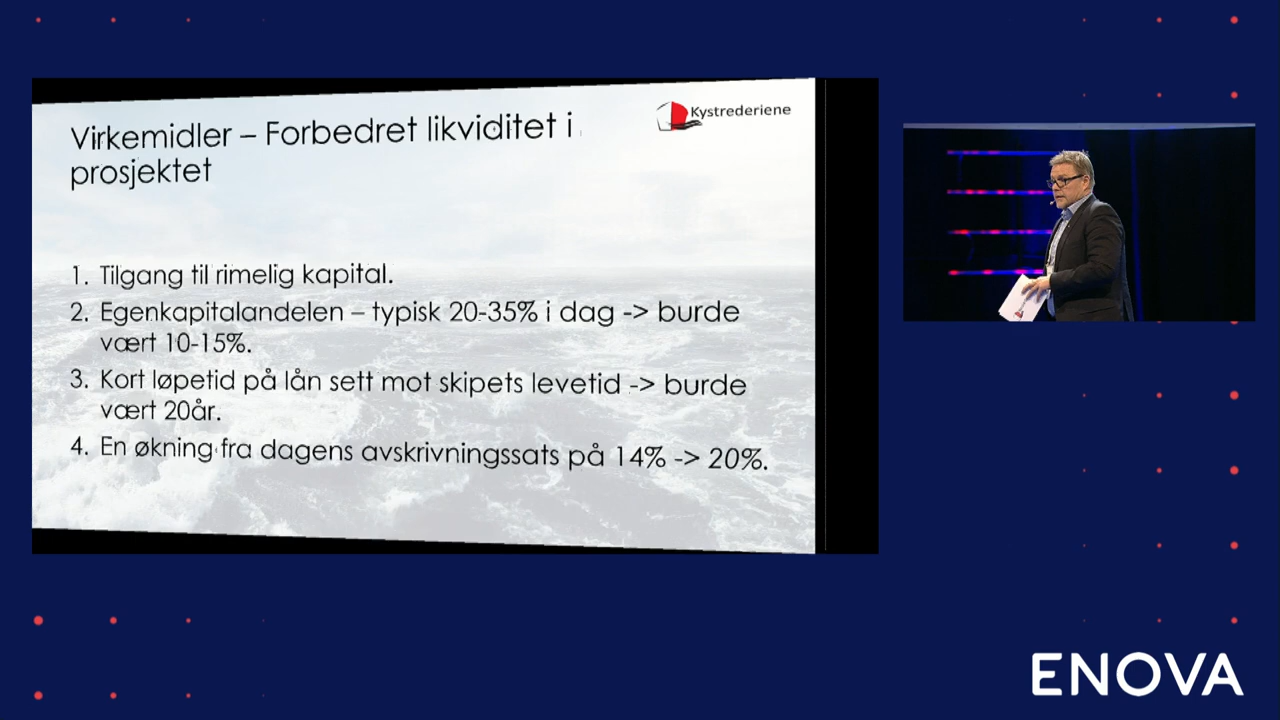 Virkemidler – Forbedret likviditet i
prosjektet
Kystrederiene
1. Tilgang til rimelig kapital.
2. Egenkapitalandelen – typisk 20-35% i dag -> burde
vært 10-15%.
3. Kort løpetid på lån sett mot skipets levetid -> burde
vært 20år.
4. En økning fra dagens avskrivningssats på 14% -> 20%.
ENOVA